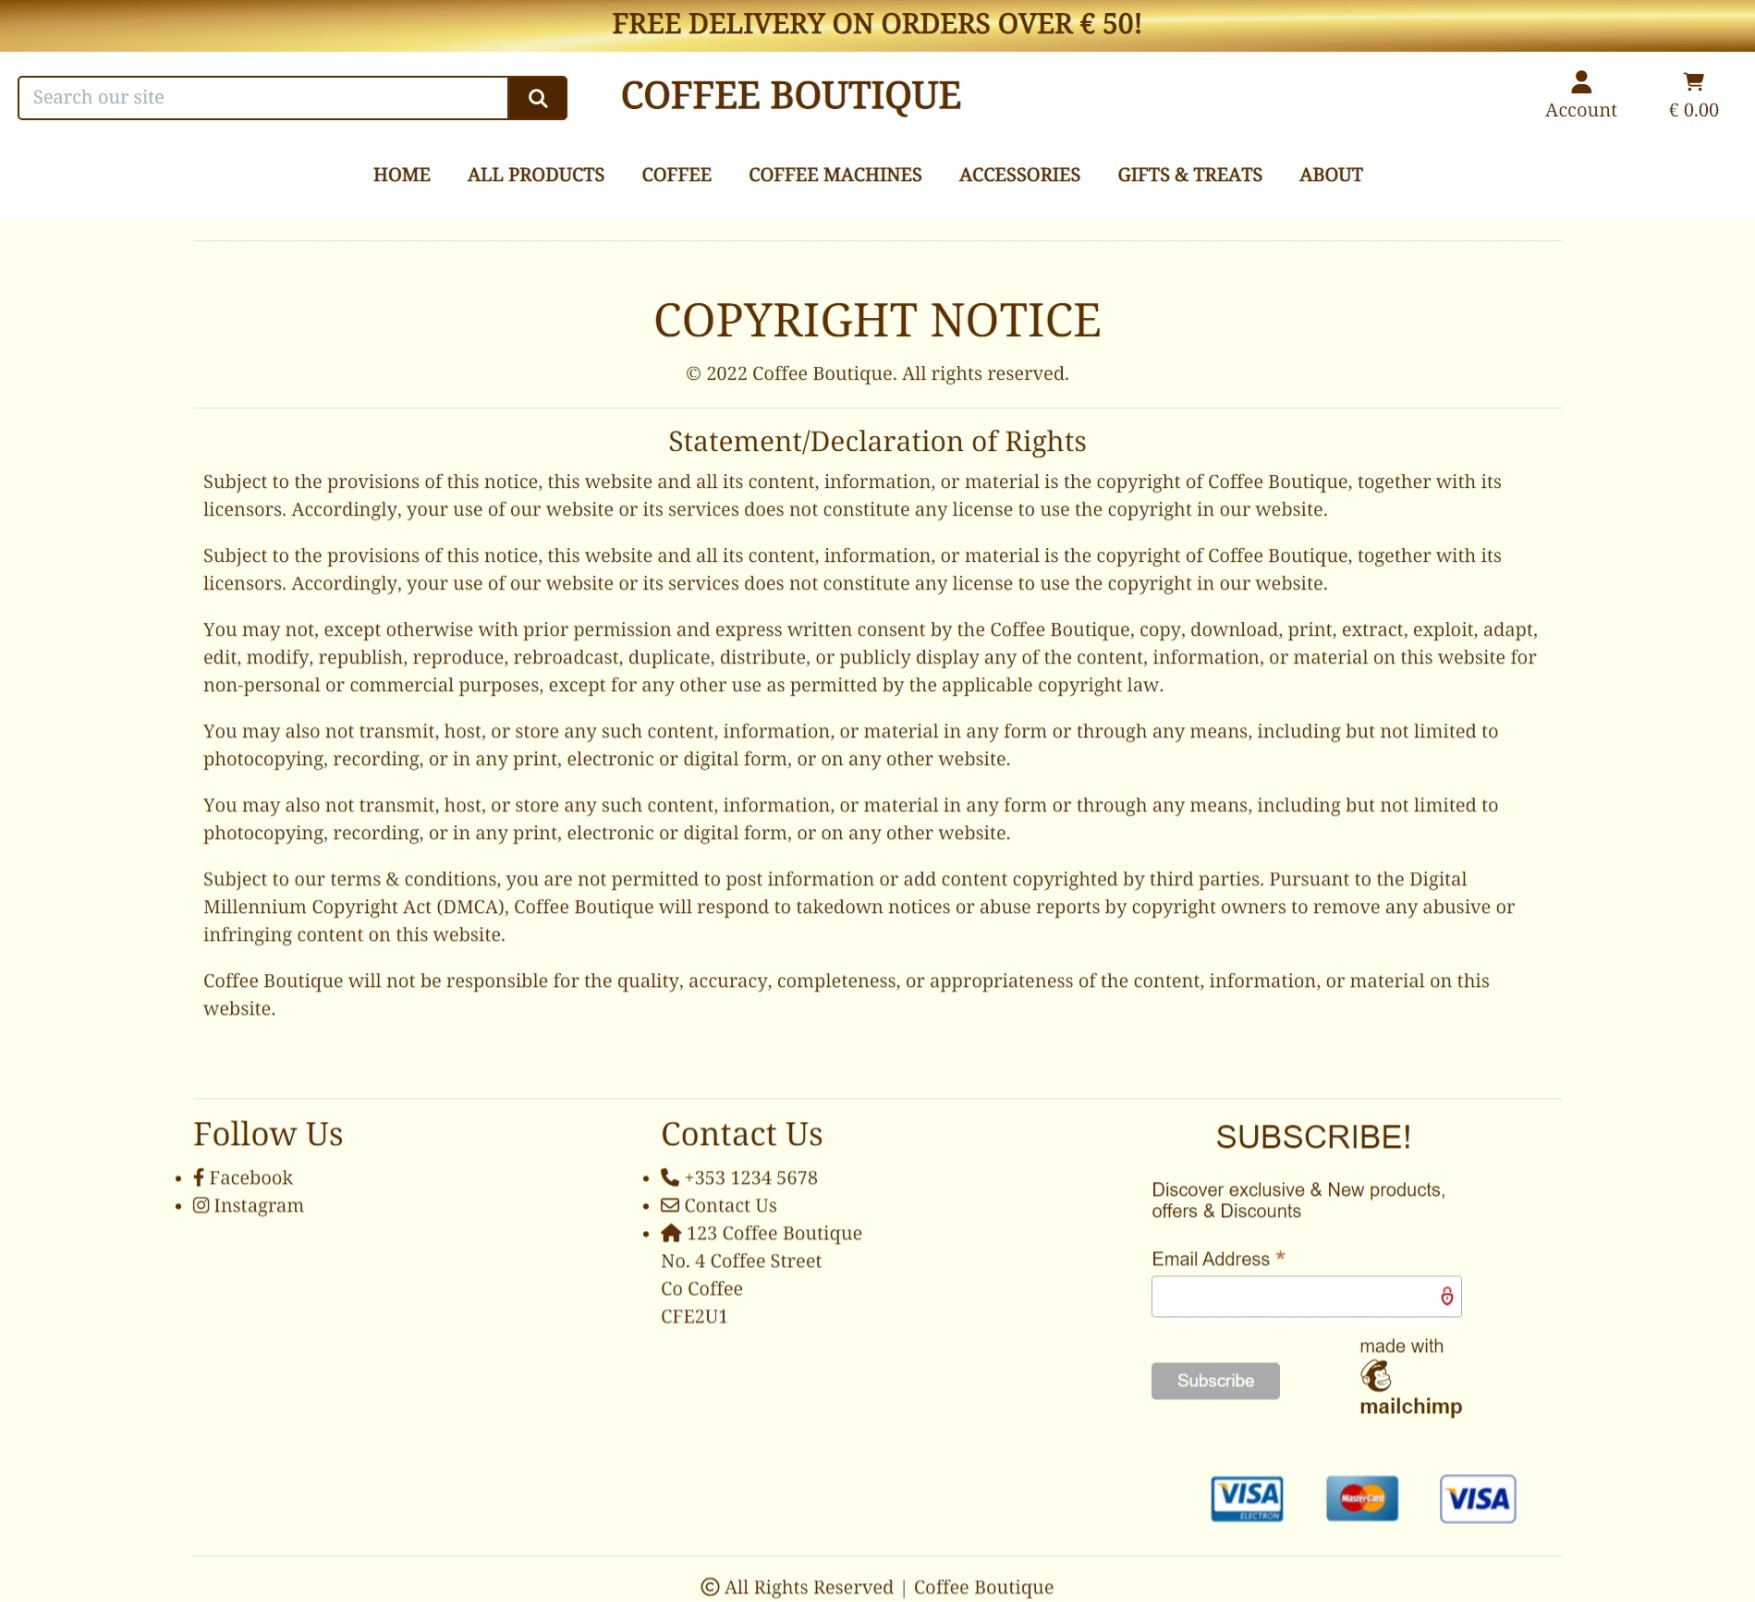 FREE DELIVERY ON ORDERS OVER € 50!
Search our site
COFFEE BOUTIQUE
Account
€ 0.00
HOME ALL PRODUCTS COFFEE COFFEE MACHINES ACCESSORIES GIFTS & TREATS ABOUT
COPYRIGHT NOTICE
© 2022 Coffee Boutique. All rights reserved.
Statement/Declaration of Rights
Subject to the provisions of this notice, this website and all its content, information, or material is the copyright of Coffee Boutique, together with its
licensors. Accordingly, your use of our website or its services does not constitute any license to use the copyright in our website.
Subject to the provisions of this notice, this website and all its content, information, or material is the copyright of Coffee Boutique, together with its
licensors. Accordingly, your use of our website or its services does not constitute any license to use the copyright in our website.
You may not, except otherwise with prior permission and express written consent by the Coffee Boutique, copy, download, print, extract, exploit, adapt,
edit, modify, republish, reproduce, rebroadcast, duplicate, distribute, or publicly display any of the content, information, or material on this website for
non-personal or commercial purposes, except for any other use as permitted by the applicable copyright law.
You may also not transmit, host, or store any such content, information, or material in any form or through any means, including but not limited to
photocopying, recording, or in any print, electronic or digital form, or on any other website.
You may also not transmit, host, or store any such content, information, or material in any form or through any means, including but not limited to
photocopying, recording, or in any print, electronic or digital form, or on any other website.
Subject to our terms & conditions, you are not permitted to post information or add content copyrighted by third parties. Pursuant to the Digital
Millennium Copyright Act (DMCA), Coffee Boutique will respond to takedown notices or abuse reports by copyright owners to remove any abusive or
infringing content on this website.
Coffee Boutique will not be responsible for the quality, accuracy, completeness, or appropriateness of the content, information, or material on this
website.
Follow Us
• Facebook
• Instagram
Contact Us
• +353 1234 5678
• Contact Us
• 123 Coffee Boutique
No. 4 Coffee Street
Co Coffee
CFE2U1
SUBSCRIBE!
Discover exclusive & New products,
offers & Discounts
Email Address *
Subscribe
made with
mailchimp
VISA
ELECTRON
MasterCard
VISA
© All Rights Reserved | Coffee Boutique